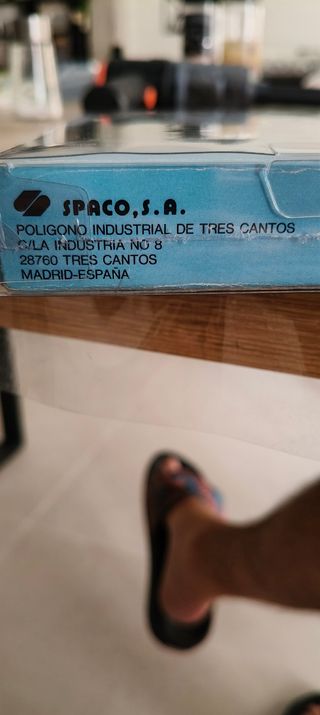 SPACO, S.A.
POLIGONO INDUSTRIAL DE TRES CANTOS
C/LA INDUSTRIA NO 8
28760 TRES CANTOS
MADRID-ESPAÑA